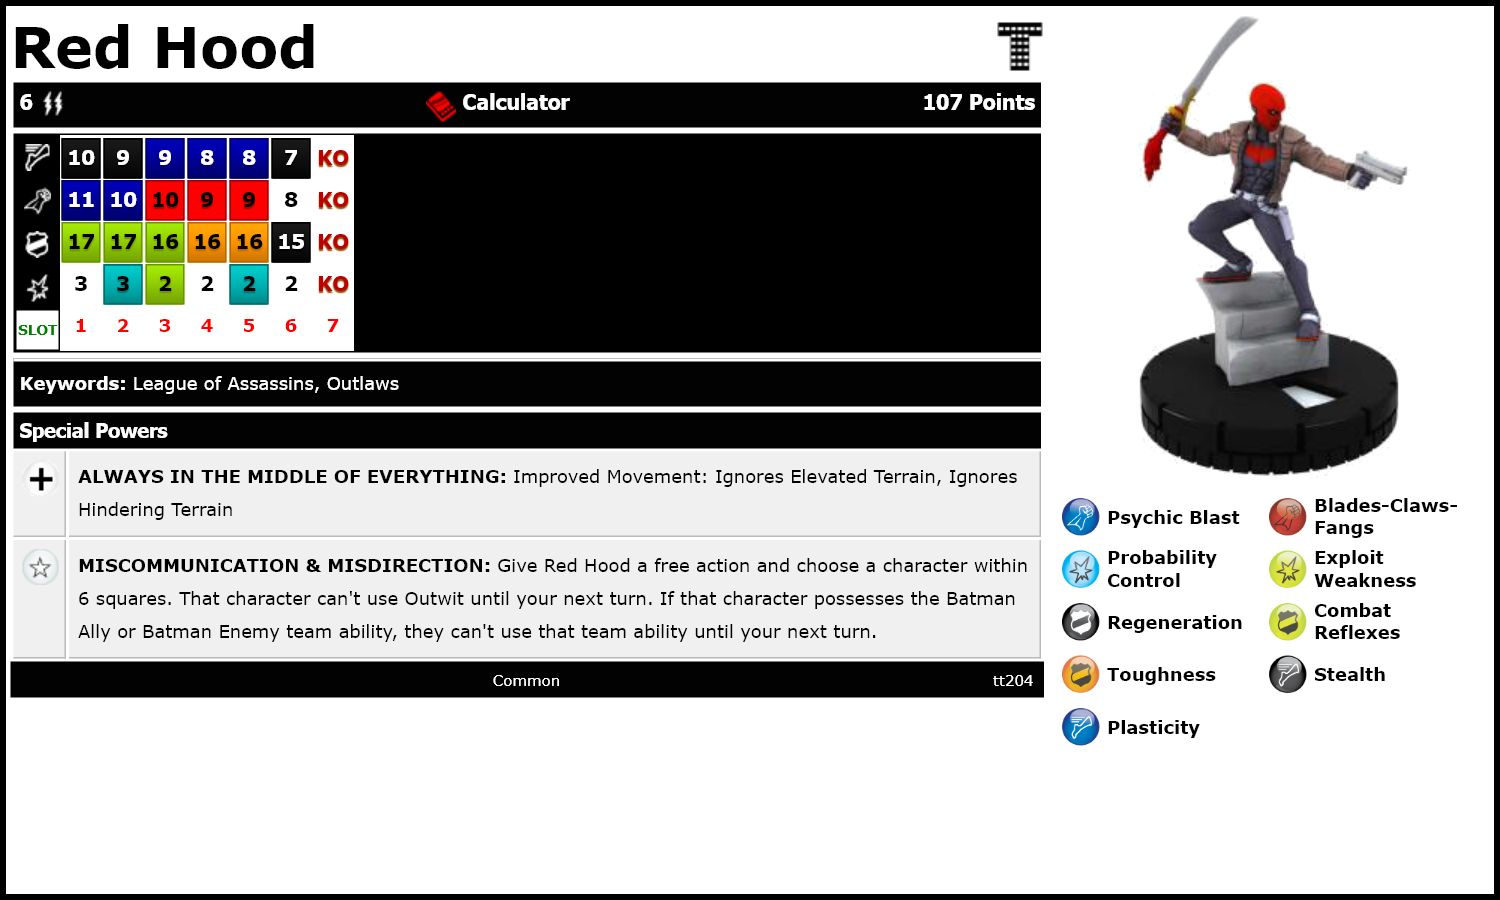 Red Hood
6 Calculator 107 Points
10 9 9 8 8 7 KO
11 10 10 9 9 8 KO
17 17 16 16 16 15 KO
3 3 2 2 2 2 KO
SLOT 1 2 3 4 5 6 7
Keywords: League of Assassins, Outlaws
Special Powers
ALWAYS IN THE MIDDLE OF EVERYTHING: Improved Movement: Ignores Elevated Terrain, Ignores
Hindering Terrain
MISCOMMUNICATION & MISDIRECTION: Give Red Hood a free action and choose a character within
6 squares. That character can't use Outwit until your next turn. If that character possesses the Batman
Ally or Batman Enemy team ability, they can't use that team ability until your next turn.
Common tt204
Psychic Blast
Blades-Claws-
Fangs
Probability
Control
Exploit
Weakness
Regeneration
Combat
Reflexes
Toughness
Stealth
Plasticity